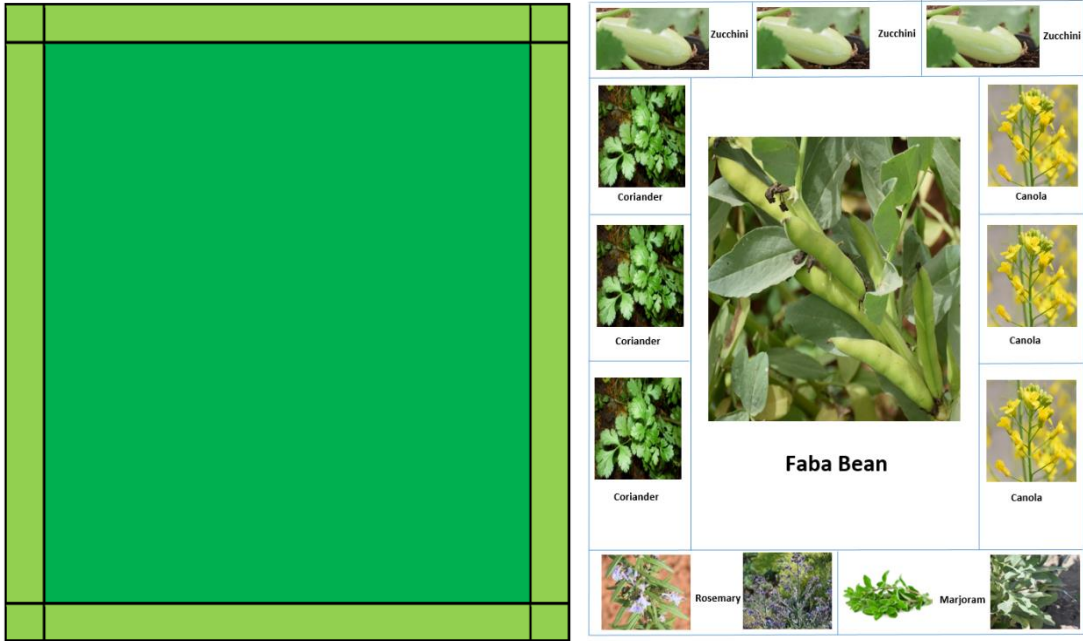 Zucchini
Zucchini
Zucchini
Coriander
Canola
Coriander
Canola
Faba Bean
Coriander
Canola
Rosemary
Marjoram